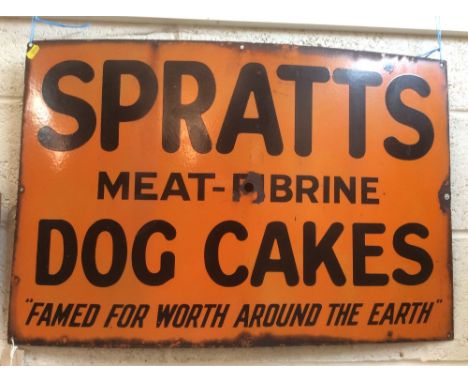 SPRATTS
MEAT-FIBRINE
DOG CAKES
"FAMED FOR WORTH AROUND THE EARTH"